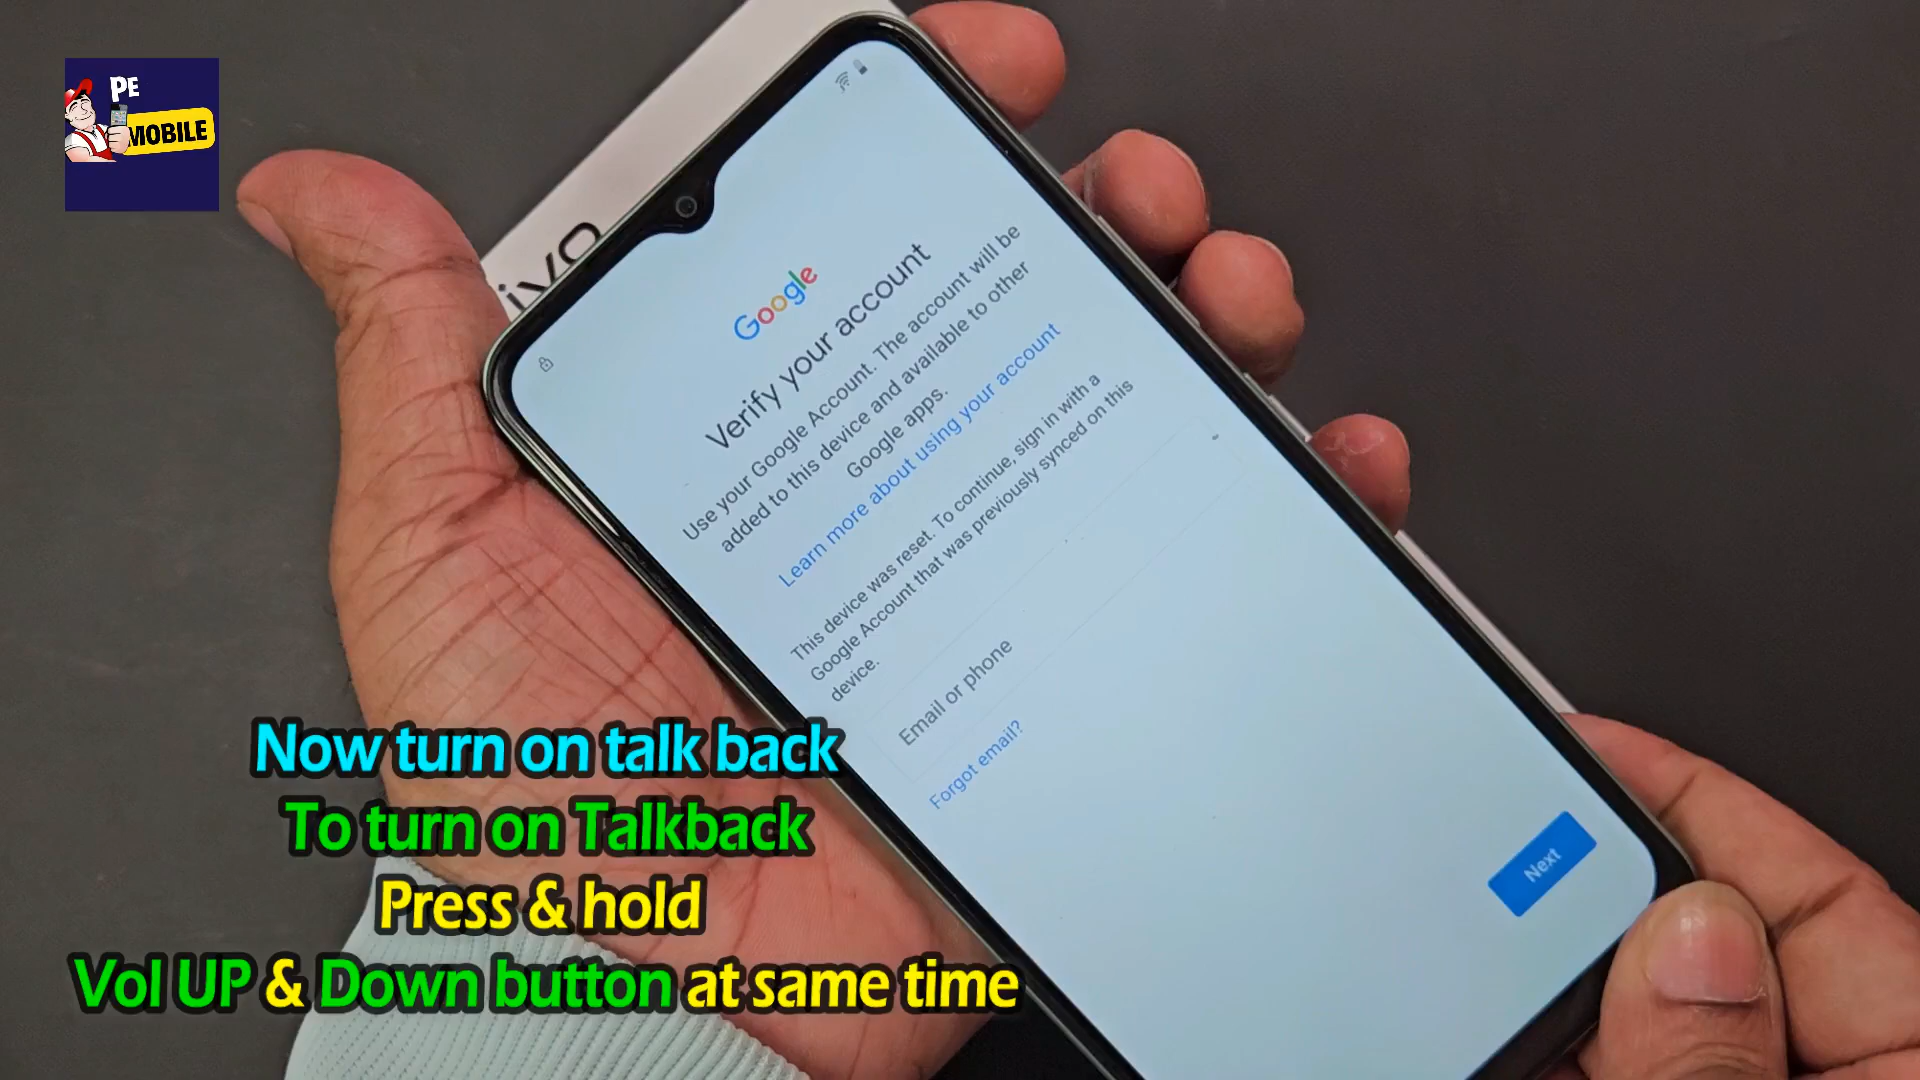 PE
MOBILE
ivo
Google
Verify your account
Use your Google Account. The account will be
added to this device and available to other
Google apps.
Learn more about using your account
This device was reset. To continue, sign in with a
Google Account that was previously synced on this
device.
Email or phone
Forgot email?
Next
Now turn on talk back
To turn on Talkback
Press & hold
Vol UP & Down button at same time